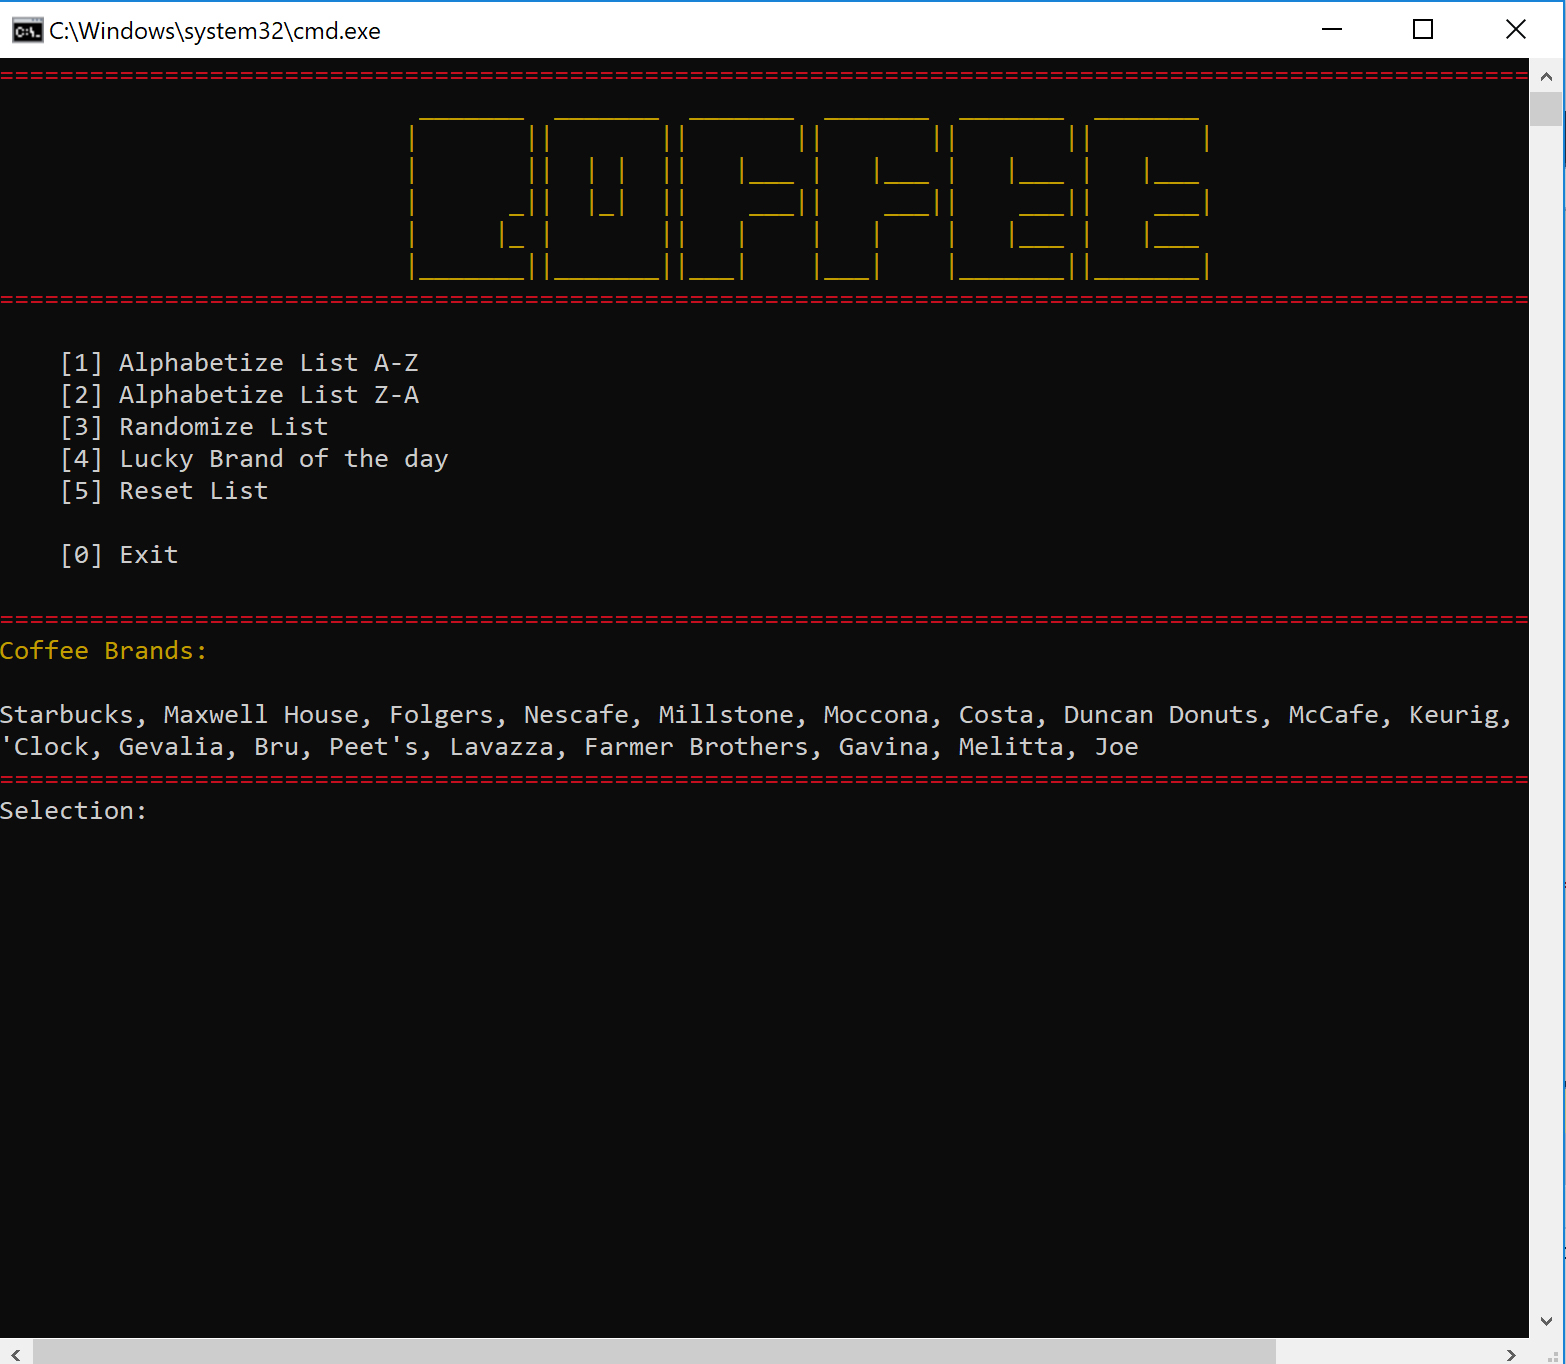 C:\Windows\system32\cmd.exe
COFFEE
[1] Alphabetize List A-Z
[2] Alphabetize List Z-A
[3] Randomize List
[4] Lucky Brand of the day
[5] Reset List
[0] Exit
Coffee Brands:
Starbucks, Maxwell House, Folgers, Nescafe, Millstone, Moccona, Costa, Duncan Donuts, McCafe, Keurig,
'Clock, Gevalia, Bru, Peet's, Lavazza, Farmer Brothers, Gavina, Melitta, Joe
Selection: